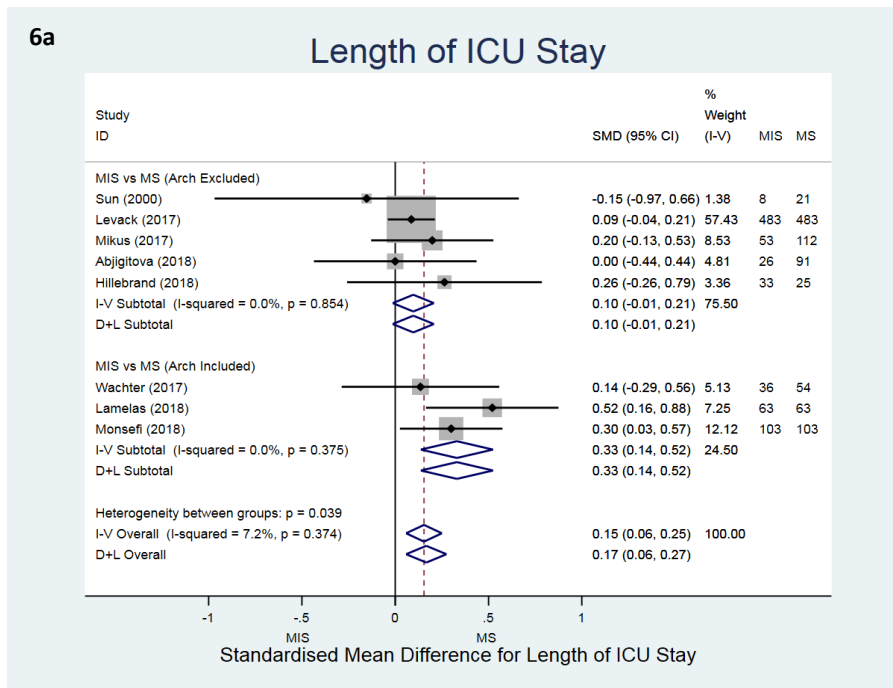 6a
Length of ICU Stay
%
Study Weight
ID SMD (95% CI) (I-V) MIS MS
MIS vs MS (Arch Excluded)
Sun (2000) -0.15 (-0.97, 0.66) 1.38 8 21
Levack (2017) 0.09 (-0.04, 0.21) 57.43 483 483
Mikus (2017) 0.20 (-0.13, 0.53) 8.53 53 112
Abjigitova (2018) 0.00 (-0.44, 0.44) 4.81 26 91
Hillebrand (2018) 0.26 (-0.26, 0.79) 3.36 33 25
I-V Subtotal (I-squared = 0.0%, p = 0.854) 0.10 (-0.01, 0.21) 75.50
D+L Subtotal 0.10 (-0.01, 0.21)
MIS vs MS (Arch Included)
Wachter (2017) 0.14 (-0.29, 0.56) 5.13 36 54
Lamelas (2018) 0.52 (0.16, 0.88) 7.25 63 63
Monsefi (2018) 0.30 (0.03, 0.57) 12.12 103 103
I-V Subtotal (I-squared = 0.0%, p = 0.375) 0.33 (0.14, 0.52) 24.50
D+L Subtotal 0.33 (0.14, 0.52)
Heterogeneity between groups: p = 0.039
I-V Overall (I-squared = 7.2%, p = 0.374) 0.15 (0.06, 0.25) 100.00
D+L Overall 0.17 (0.06, 0.27)
-1 -.5 0 .5 1
MIS MS
Standardised Mean Difference for Length of ICU Stay